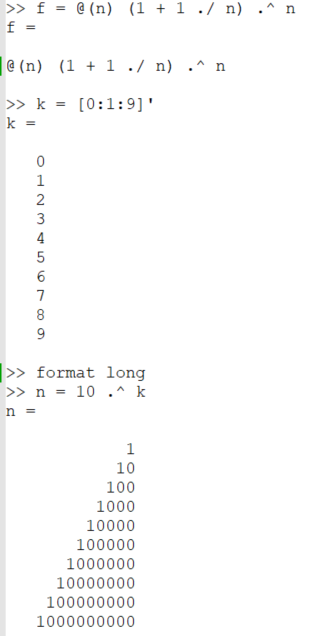 >> f = @(n) (1 + 1 ./ n) .^ n
f =
@(n) (1 + 1 ./ n) .^ n
>> k = [0:1:9]'
k =
0
1
2
3
4
5
6
7
8
9
>> format long
>> n = 10 .^ k
n =
1
10
100
1000
10000
100000
1000000
10000000
100000000
1000000000